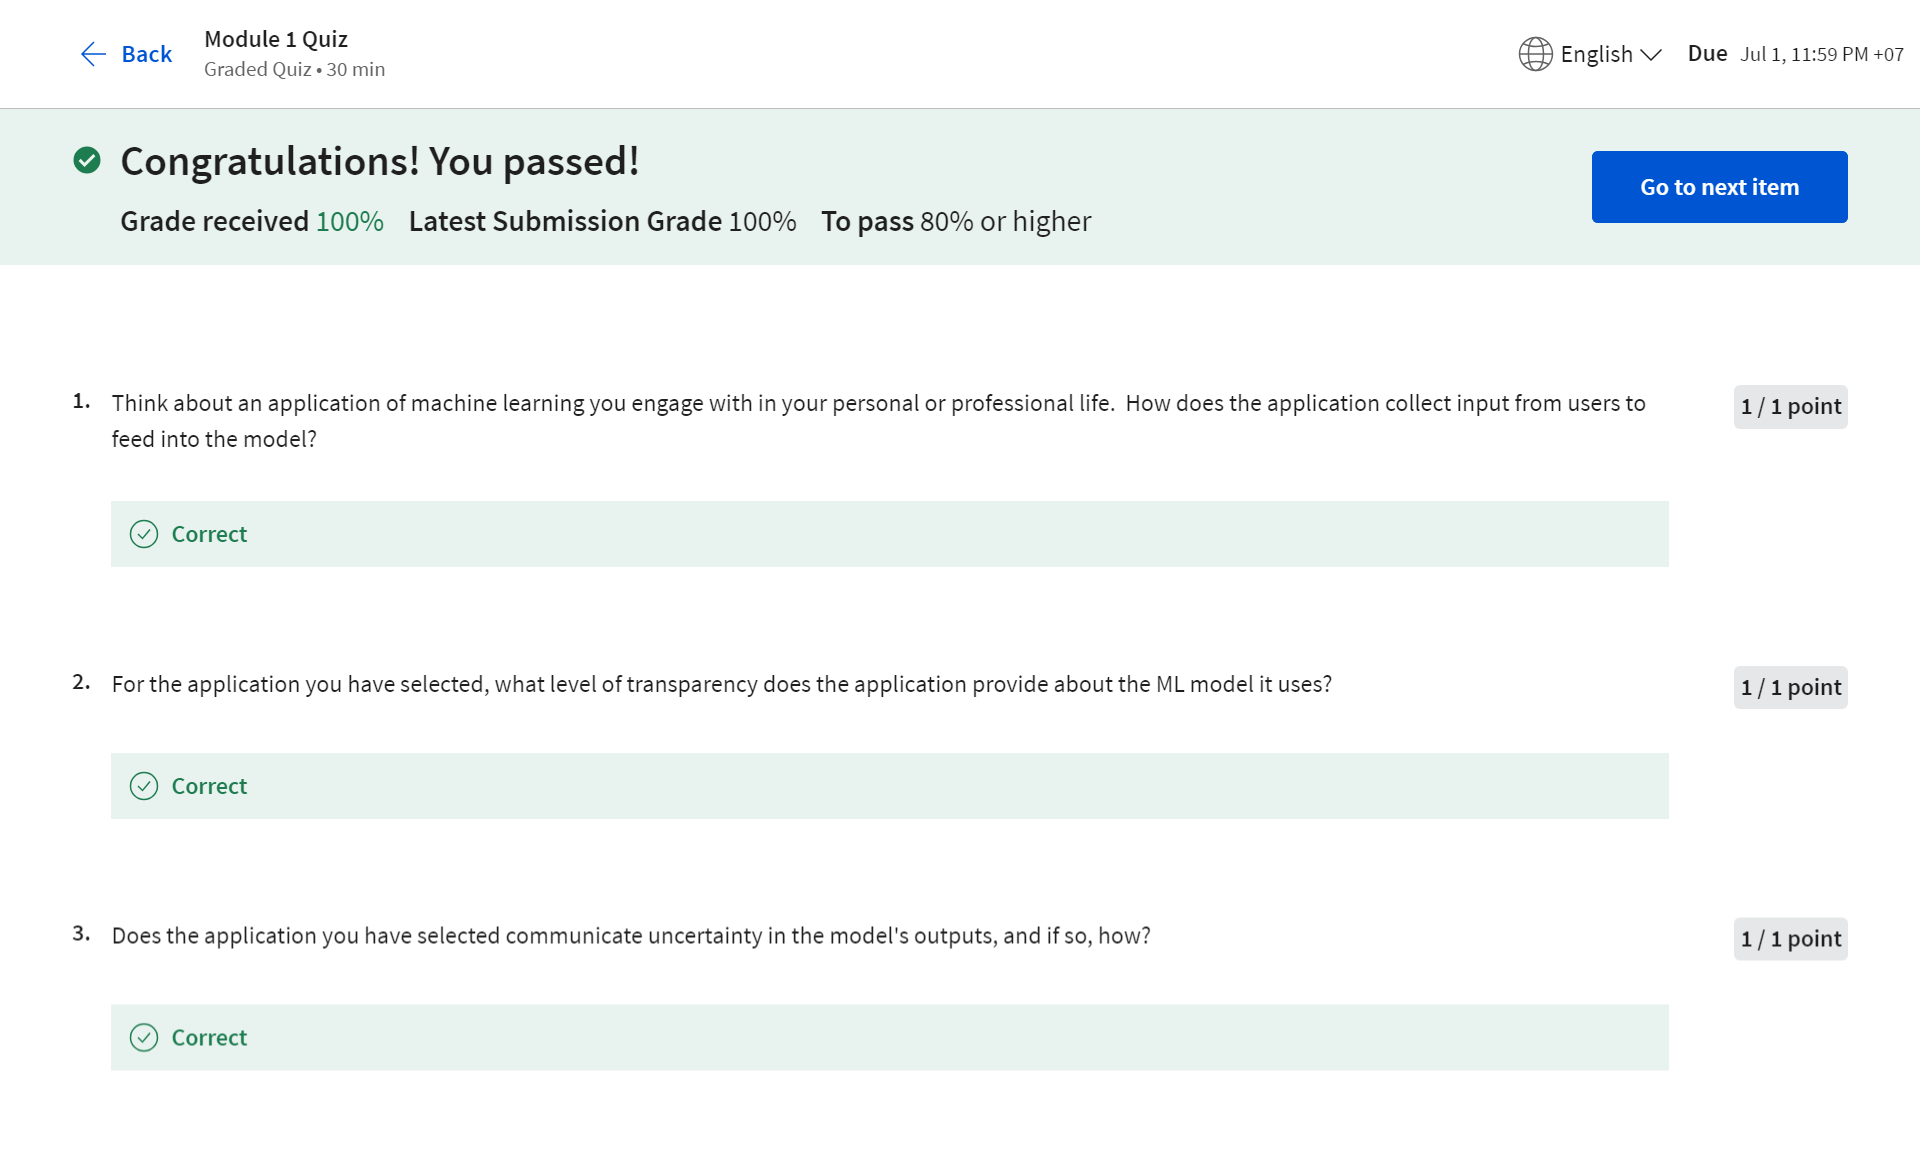 Back
Module 1 Quiz
Graded Quiz • 30 min
English
Due Jul 1, 11:59 PM +07
Congratulations! You passed!
Grade received 100% Latest Submission Grade 100% To pass 80% or higher
Go to next item
1. Think about an application of machine learning you engage with in your personal or professional life. How does the application collect input from users to
feed into the model?
1 / 1 point
Correct
2. For the application you have selected, what level of transparency does the application provide about the ML model it uses?
1 / 1 point
Correct
3. Does the application you have selected communicate uncertainty in the model's outputs, and if so, how?
1 / 1 point
Correct